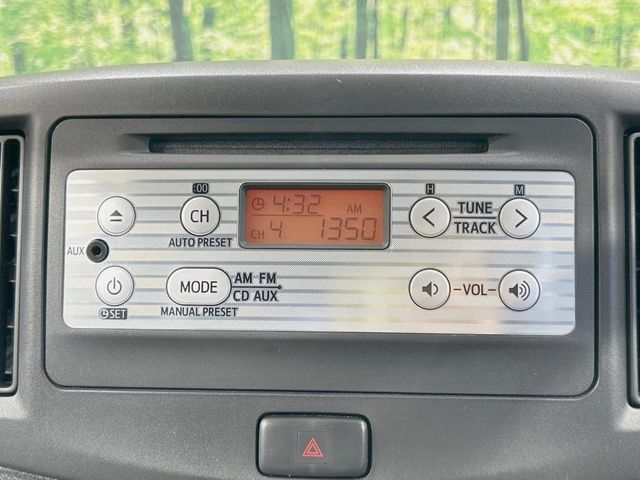 :00 H M
CH TUNE
AUTO PRESET TRACK
4:32 AM
CH 4 1350
AUX
MODE AM FM
CD AUX
MANUAL PRESET
SET
-VOL-